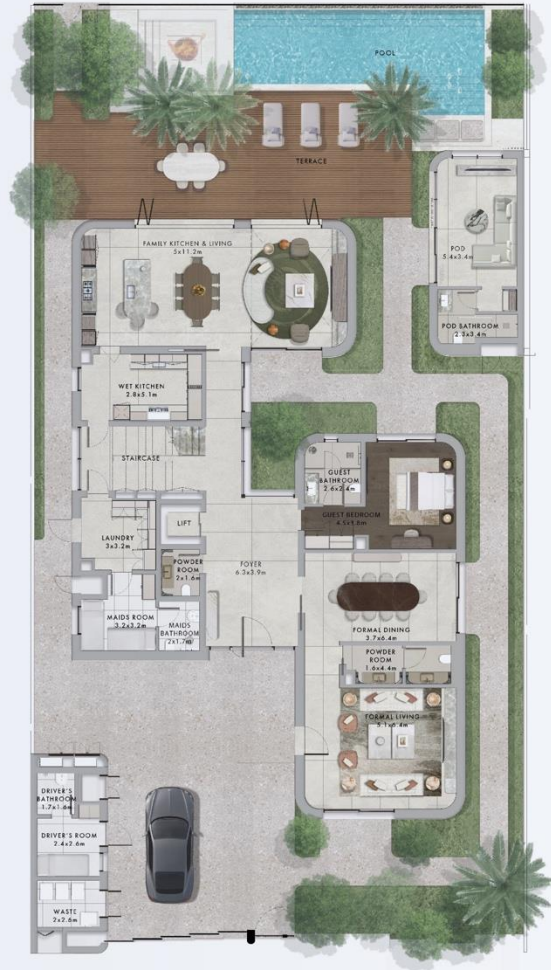 POOL
TERRACE
FAMILY KITCHEN & LIVING
5x11.2m
POD
5.4x3.4m
POD BATHROOM
2.3x3.4m
WET KITCHEN
2.8x5.1m
STAIRCASE
GUEST
BATHROOM
2.6x2.4m
GUEST BEDROOM
LIFT
LAUNDRY
3x3.2m
POWDER
ROOM
2x1.6m
FOYER
6.3x3.9m
MAIDS ROOM
3.2x3.2m
MAIDS
BATHROOM
2x1.7m
FORMAL DINING
3.7x6.4m
POWDER
ROOM
1.6x4.4m
FORMAL LIVING
5.1x6.4m
DRIVER'S
BATHROOM
1.7x1.6m
DRIVER'S ROOM
2.4x2.6m
WASTE
2x2.6m